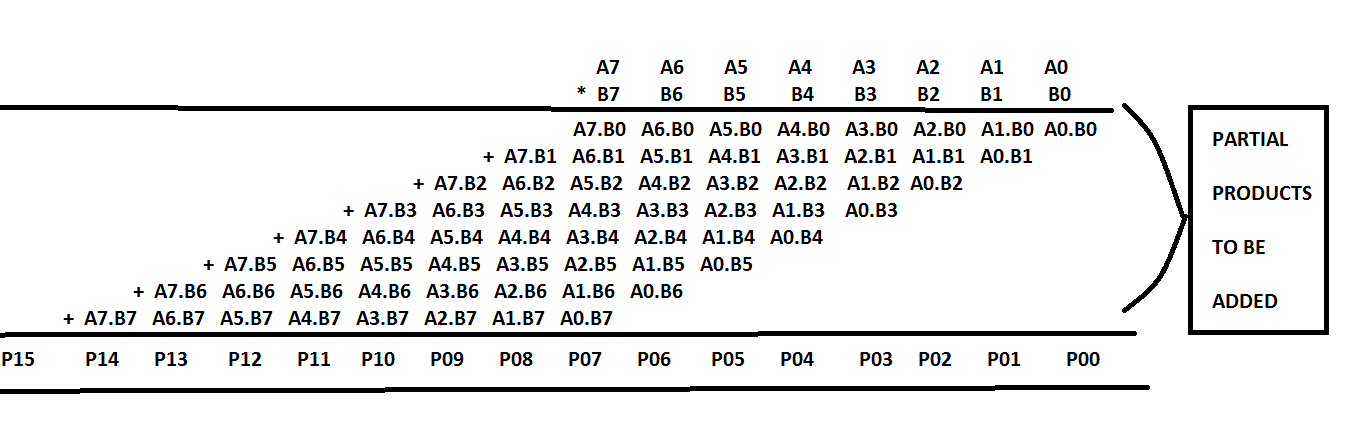 A7 A6 A5 A4 A3 A2 A1 A0
* B7 B6 B5 B4 B3 B2 B1 B0
A7.B0 A6.B0 A5.B0 A4.B0 A3.B0 A2.B0 A1.B0 A0.B0
+ A7.B1 A6.B1 A5.B1 A4.B1 A3.B1 A2.B1 A1.B1 A0.B1
+ A7.B2 A6.B2 A5.B2 A4.B2 A3.B2 A2.B2 A1.B2 A0.B2
+ A7.B3 A6.B3 A5.B3 A4.B3 A3.B3 A2.B3 A1.B3 A0.B3
+ A7.B4 A6.B4 A5.B4 A4.B4 A3.B4 A2.B4 A1.B4 A0.B4
+ A7.B5 A6.B5 A5.B5 A4.B5 A3.B5 A2.B5 A1.B5 A0.B5
+ A7.B6 A6.B6 A5.B6 A4.B6 A3.B6 A2.B6 A1.B6 A0.B6
+ A7.B7 A6.B7 A5.B7 A4.B7 A3.B7 A2.B7 A1.B7 A0.B7
P15 P14 P13 P12 P11 P10 P09 P08 P07 P06 P05 P04 P03 P02 P01 P00
PARTIAL
PRODUCTS
TO BE
ADDED